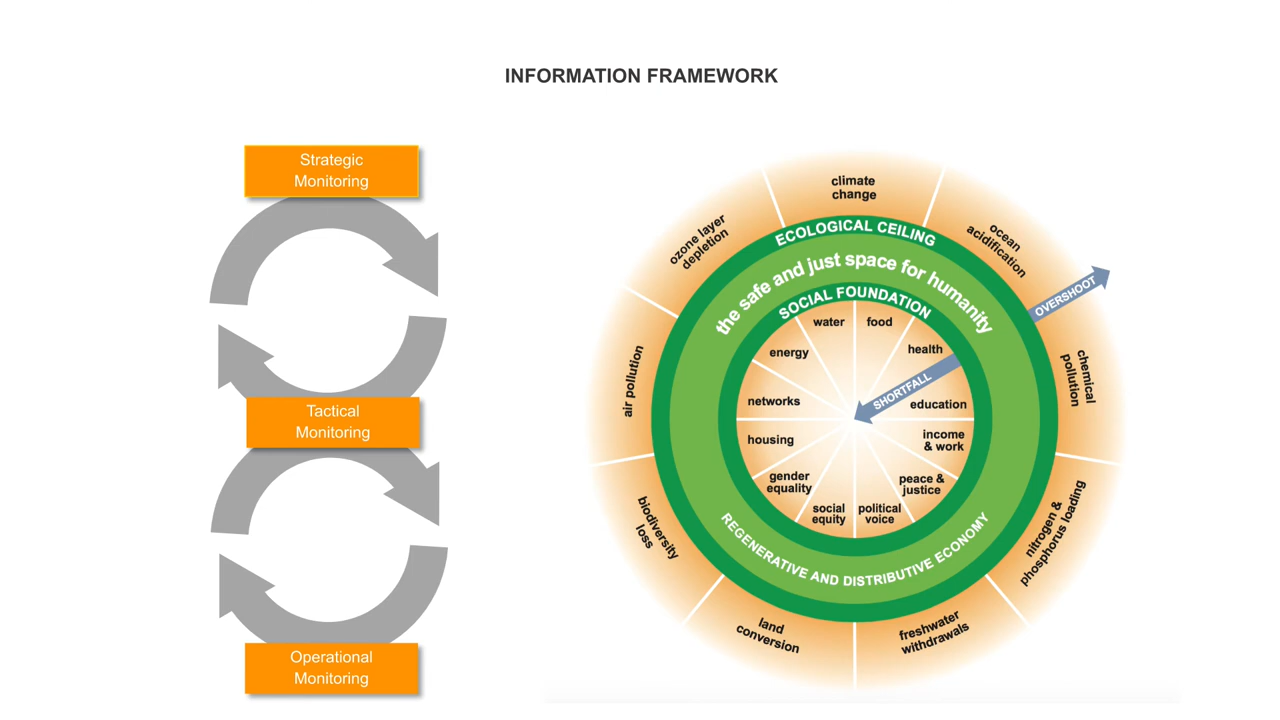 INFORMATION FRAMEWORK
Strategic
Monitoring
Tactical
Monitoring
Operational
Monitoring
climate
change
ocean
acidification
chemical
pollution
nitrogen &
phosphorus loading
freshwater
withdrawals
land
conversion
biodiversity
loss
air pollution
ozone layer
depletion
OVERSHOOT
ECOLOGICAL CEILING
the safe and just space for humanity
SOCIAL FOUNDATION
water
food
health
SHORTFALL
education
income
& work
peace &
justice
political
voice
social
equity
gender
equality
housing
networks
energy
REGENERATIVE AND DISTRIBUTIVE ECONOMY